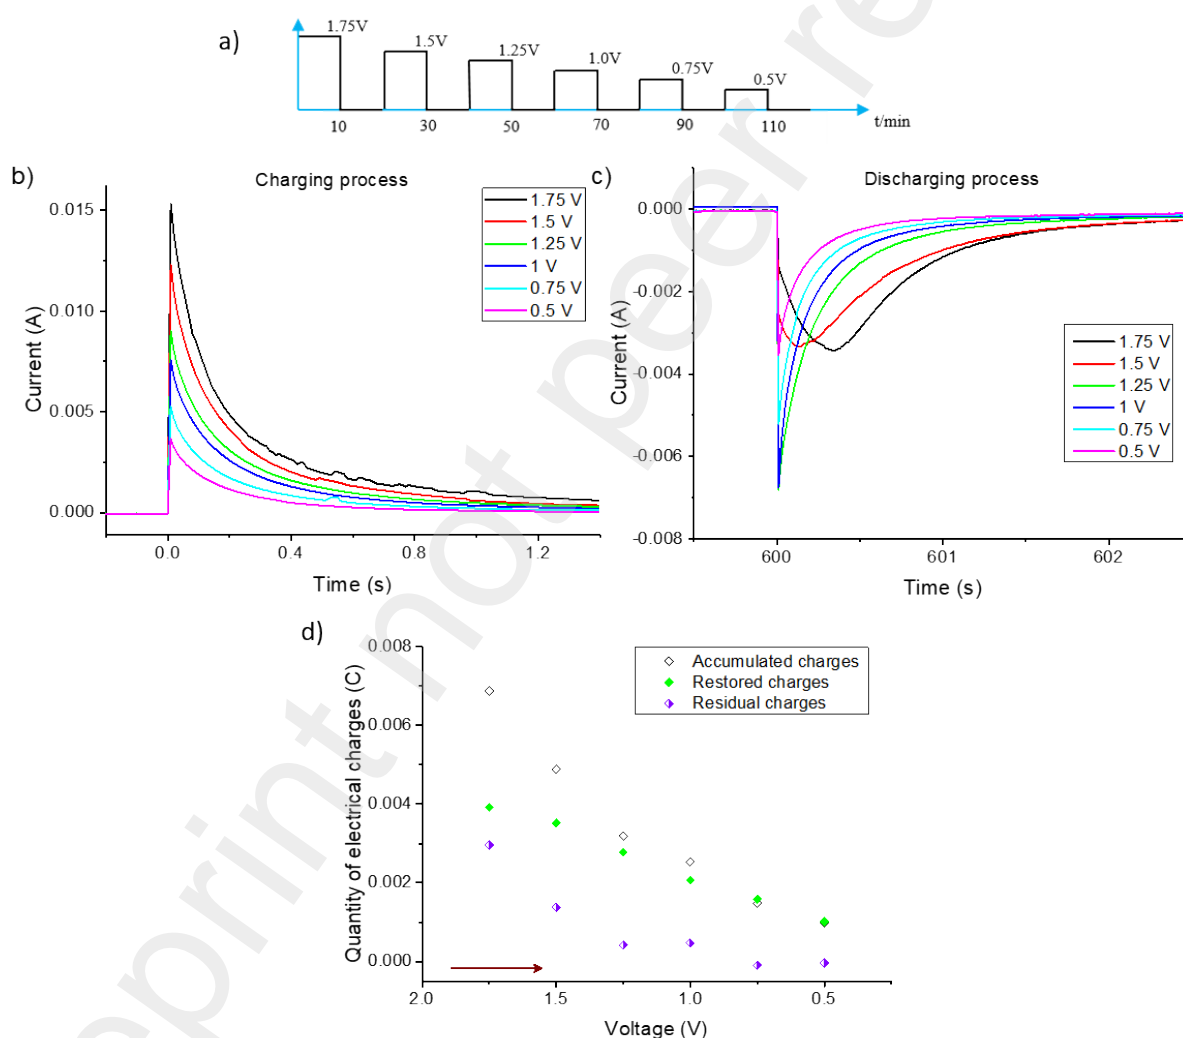 a)
1.75V
1.5V
1.25V
1.0V
0.75V
0.5V
10
30
50
70
90
110
t/min
b)
Charging process
1.75 V
1.5 V
1.25 V
1 V
0.75 V
0.5 V
0.015
0.010
0.005
0.000
Current (A)
0.0
0.4
0.8
1.2
Time (s)
c)
Discharging process
0.000
-0.002
-0.004
-0.006
-0.008
Current (A)
1.75 V
1.5 V
1.25 V
1 V
0.75 V
0.5 V
600
601
602
Time (s)
d)
Accumulated charges
Restored charges
Residual charges
0.008
0.006
0.004
0.002
0.000
Quantity of electrical charges (C)
2.0
1.5
1.0
0.5
Voltage (V)
eprint not peer re